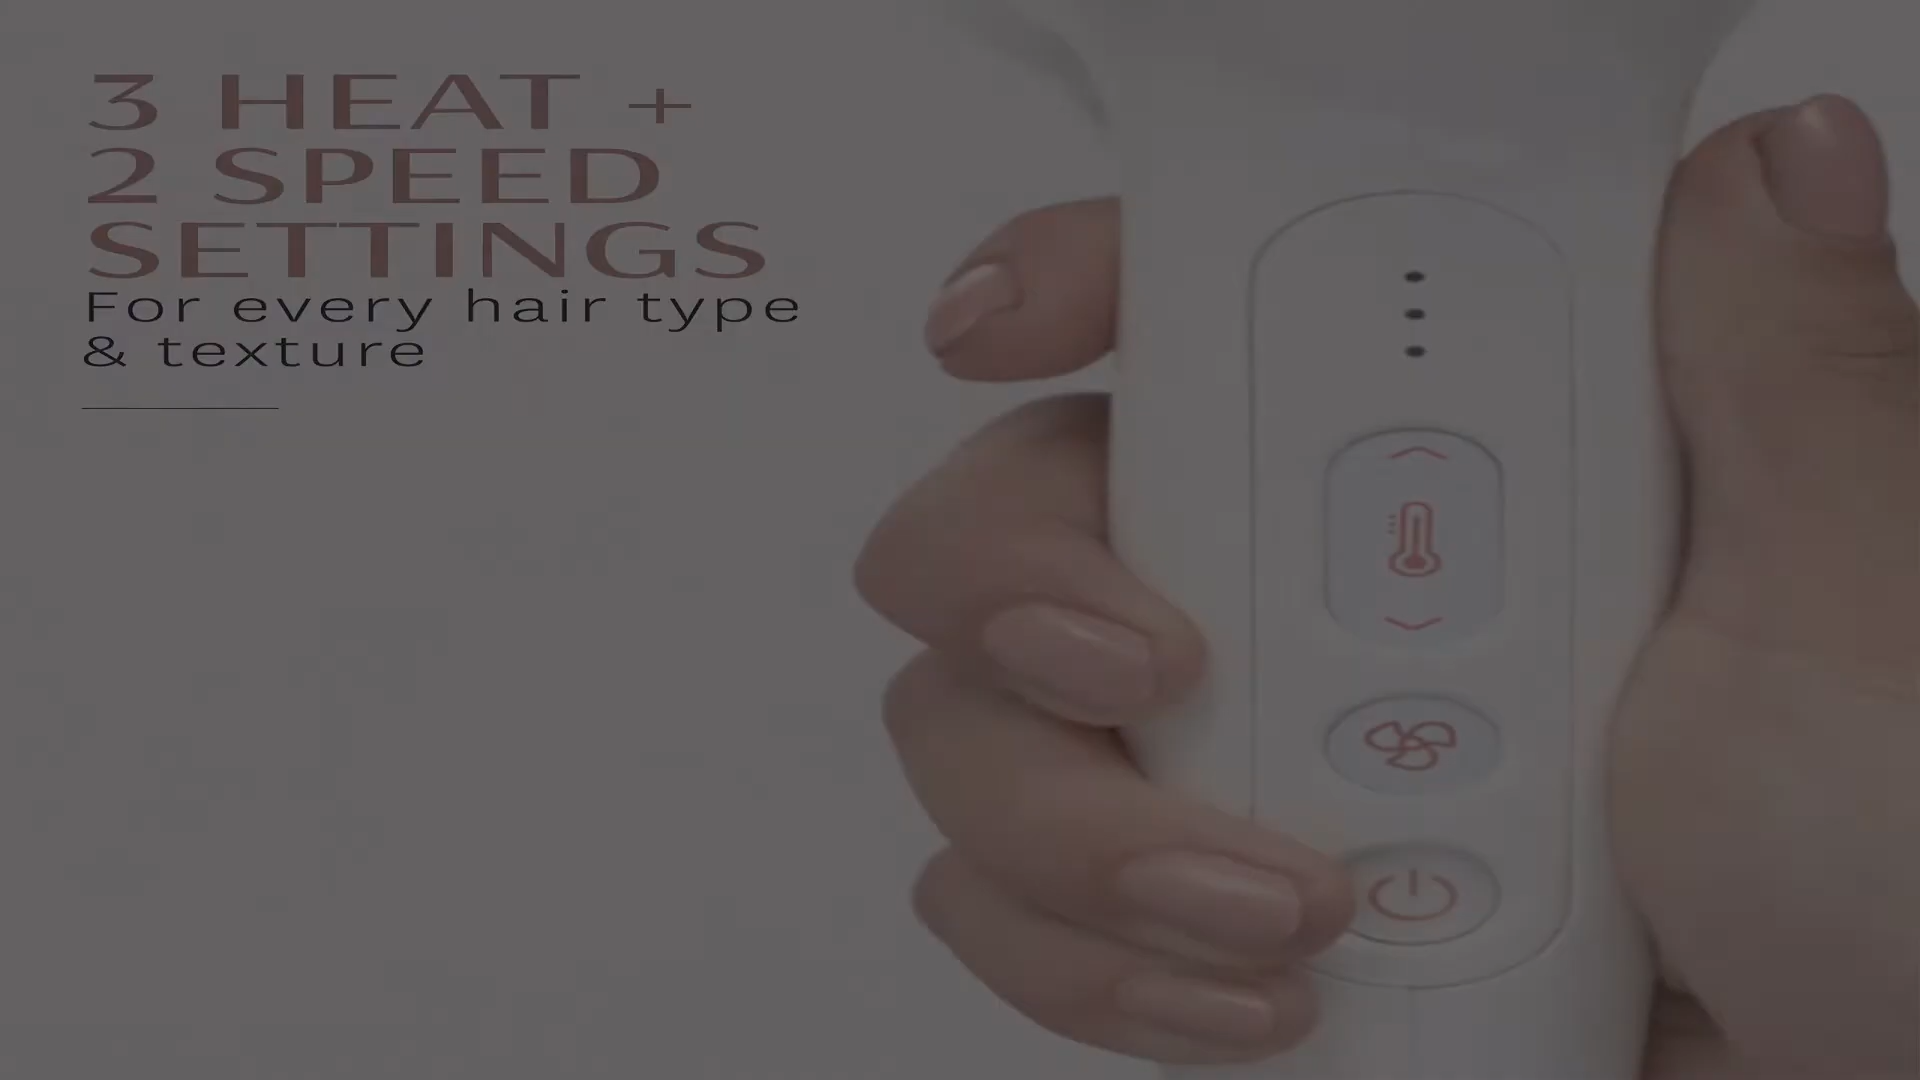 3 HEAT +
2 SPEED
SETTINGS
For every hair type
& texture